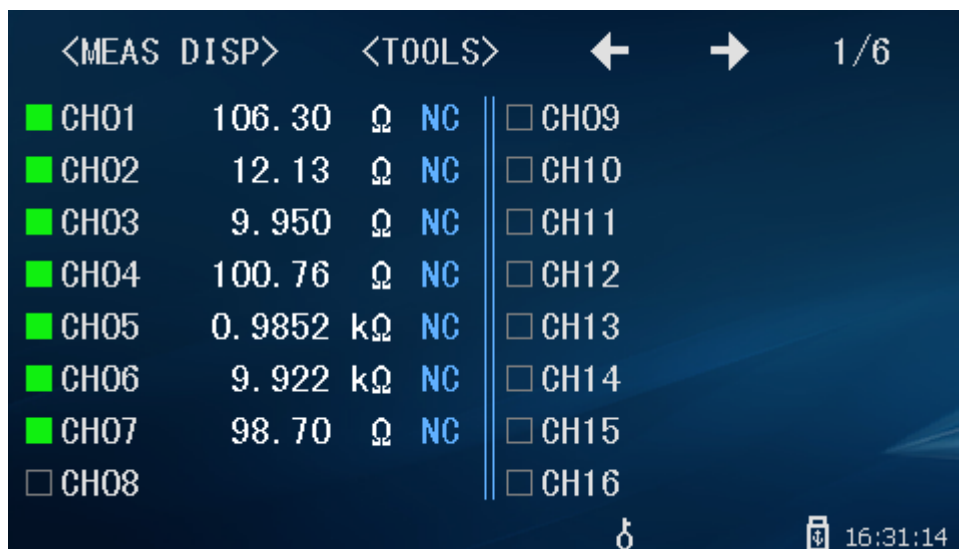 <MEAS DISP> <TOOLS> ← → 1/6
CH01 106.30 Ω NC CH09
CH02 12.13 Ω NC CH10
CH03 9.950 Ω NC CH11
CH04 100.76 Ω NC CH12
CH05 0.9852 kΩ NC CH13
CH06 9.922 kΩ NC CH14
CH07 98.70 Ω NC CH15
CH08 CH16
16:31:14